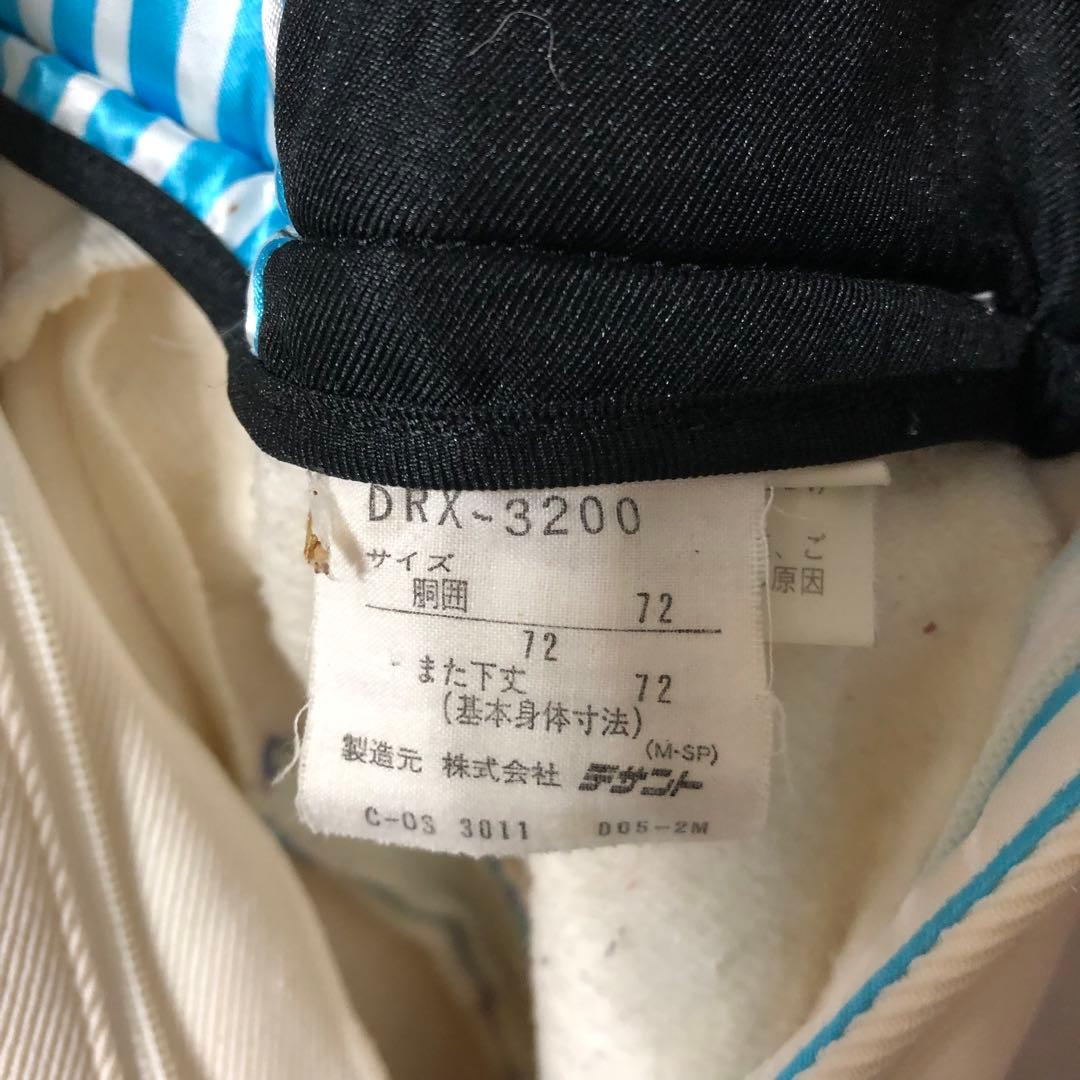 DRX-3200
サイズ
胴囲 72
72
また下丈 72
(基本身体寸法)
(M・SP)
製造元 株式会社 デサント
C-OS 3011 D05-2M
、ご
原因